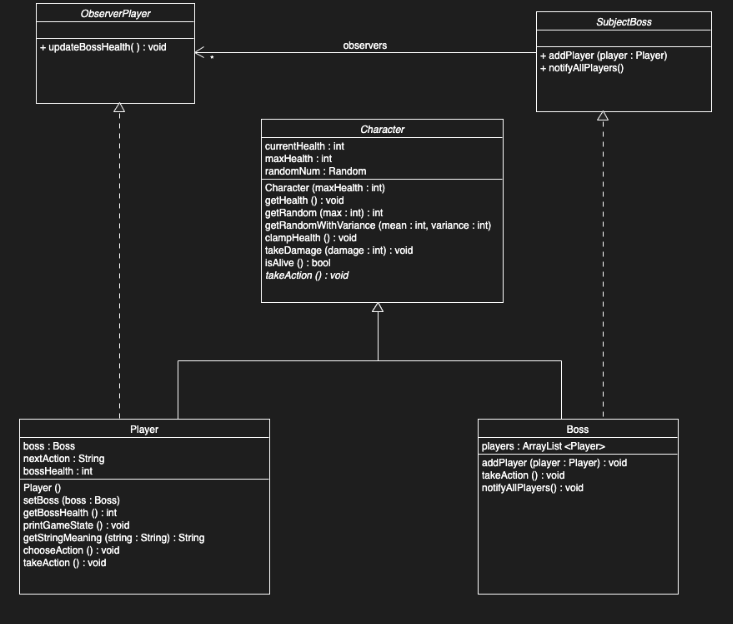 ObserverPlayer
+ updateBossHealth( ) : void
observers
*
SubjectBoss
+ addPlayer (player : Player)
+ notifyAllPlayers()
Character
currentHealth : int
maxHealth : int
randomNum : Random
Character (maxHealth : int)
getHealth () : void
getRandom (max : int) : int
getRandomWithVariance (mean : int, variance : int)
clampHealth () : void
takeDamage (damage : int) : void
isAlive () : bool
takeAction () : void
Player
boss : Boss
nextAction : String
bossHealth : int
Player ()
setBoss (boss : Boss)
getBossHealth () : int
printGameState () : void
getStringMeaning (string : String) : String
chooseAction () : void
takeAction () : void
Boss
players : ArrayList <Player>
addPlayer (player : Player) : void
takeAction () : void
notifyAllPlayers() : void